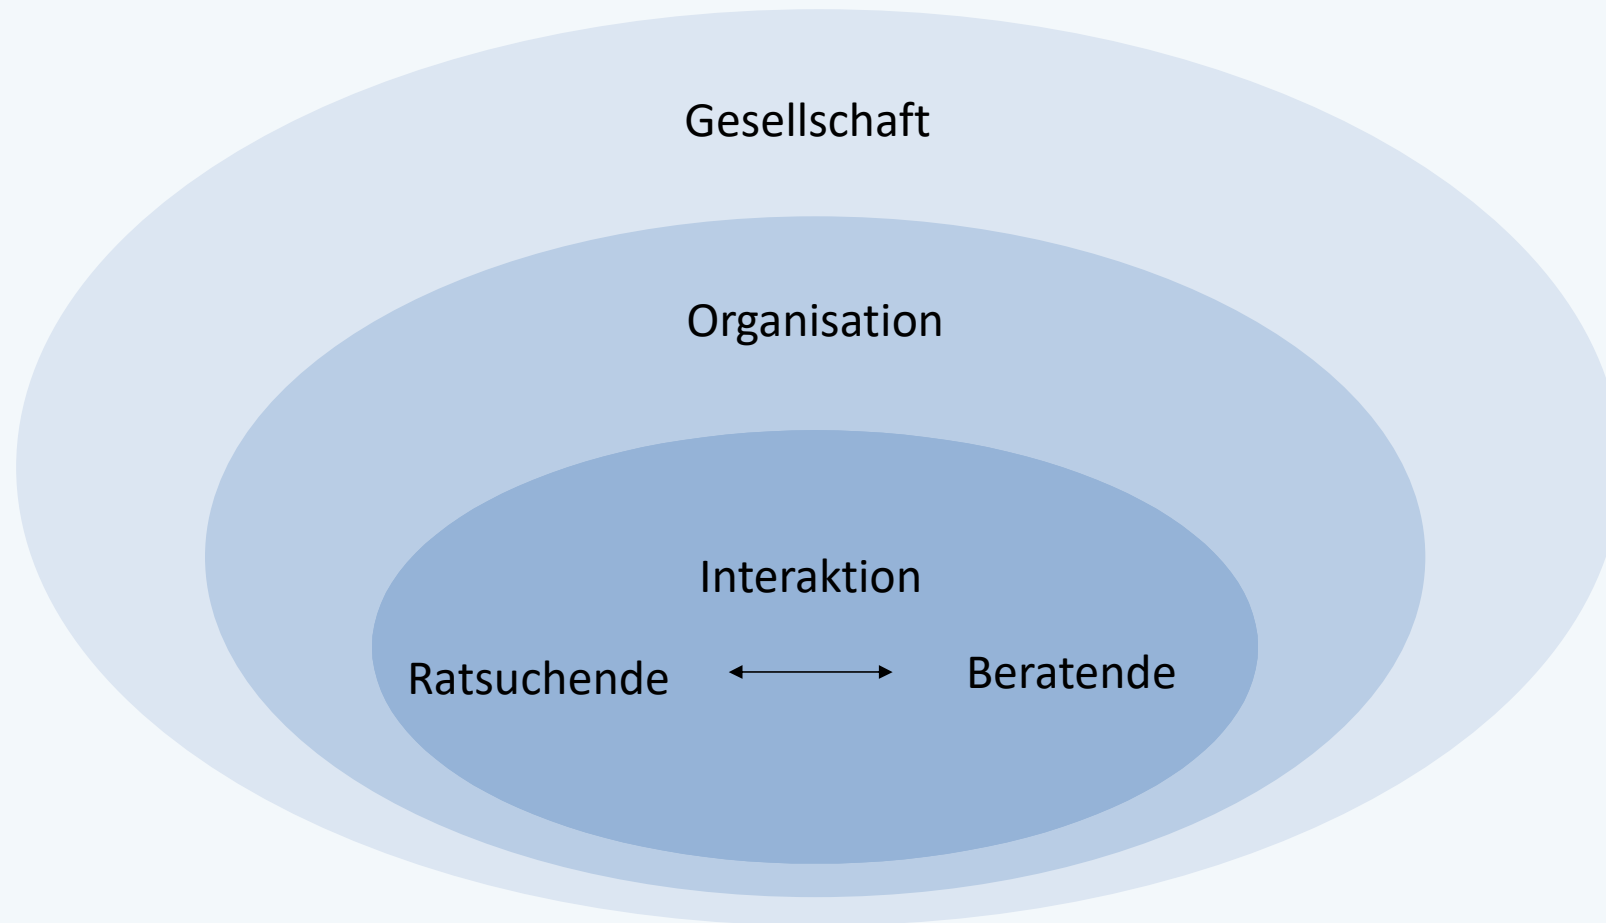 Gesellschaft
Organisation
Interaktion
Ratsuchende
Beratende